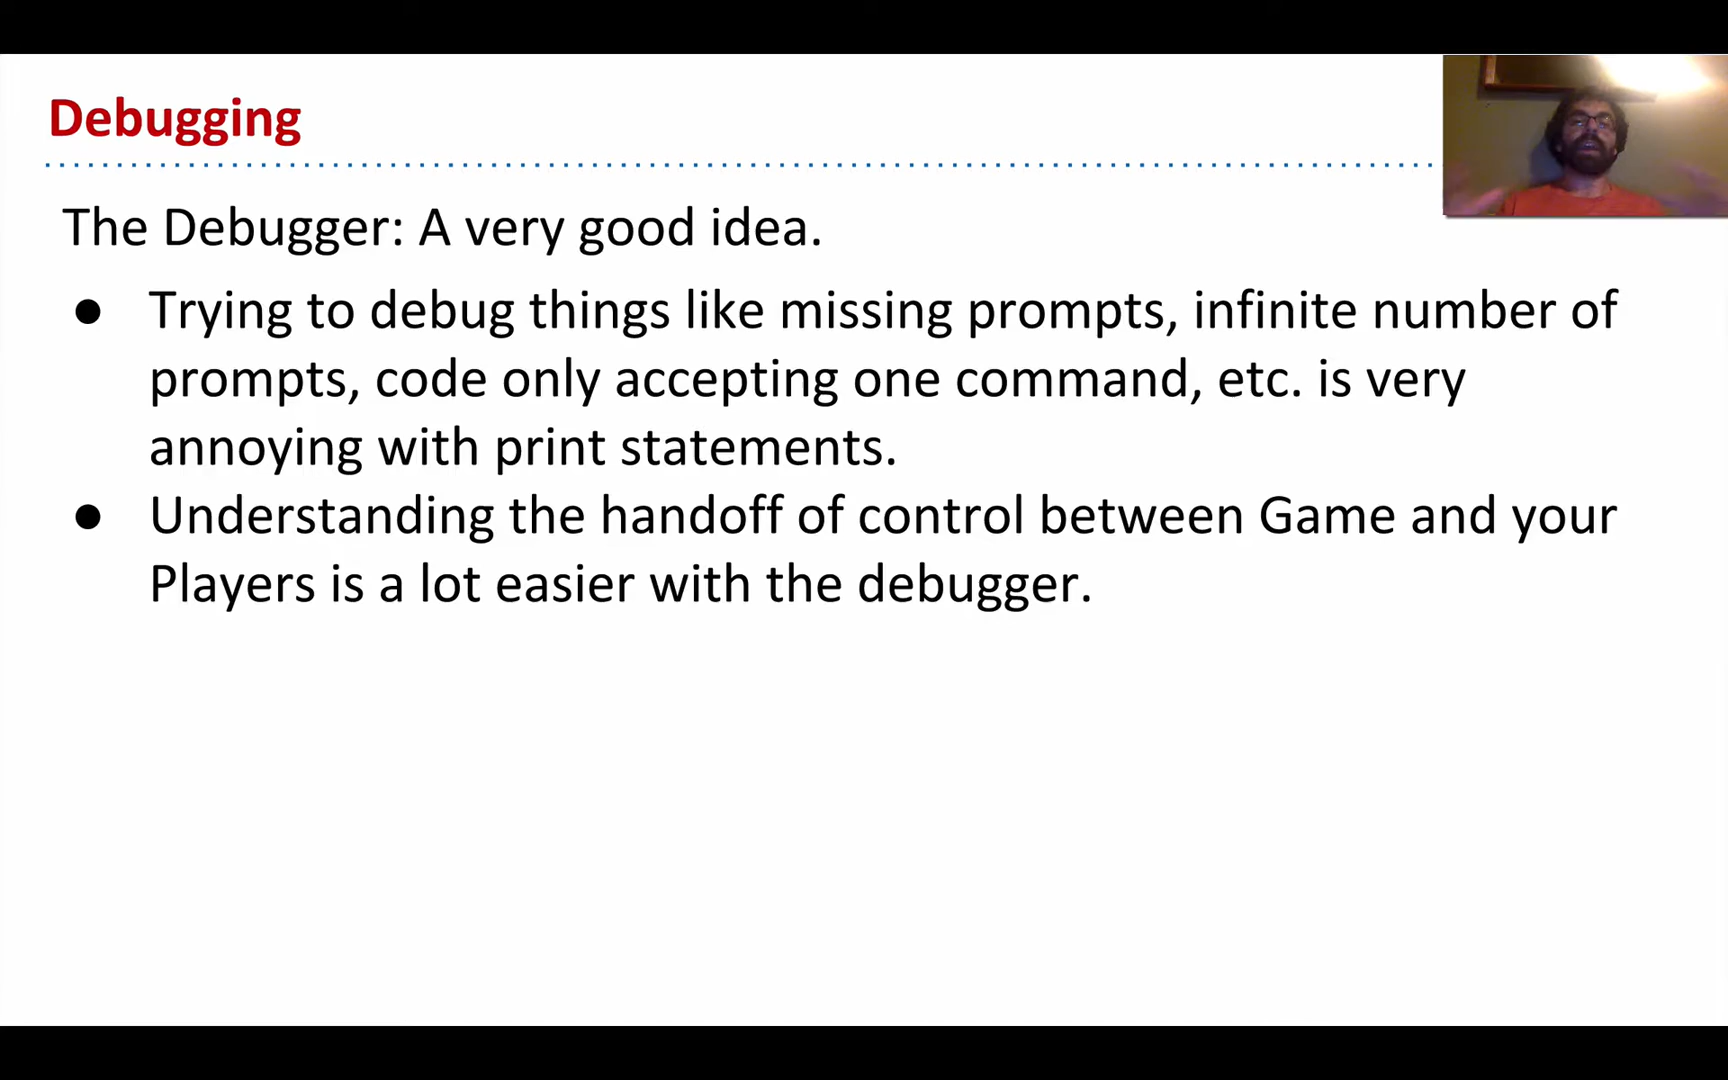 Debugging
The Debugger: A very good idea.
● Trying to debug things like missing prompts, infinite number of
prompts, code only accepting one command, etc. is very
annoying with print statements.
● Understanding the handoff of control between Game and your
Players is a lot easier with the debugger.